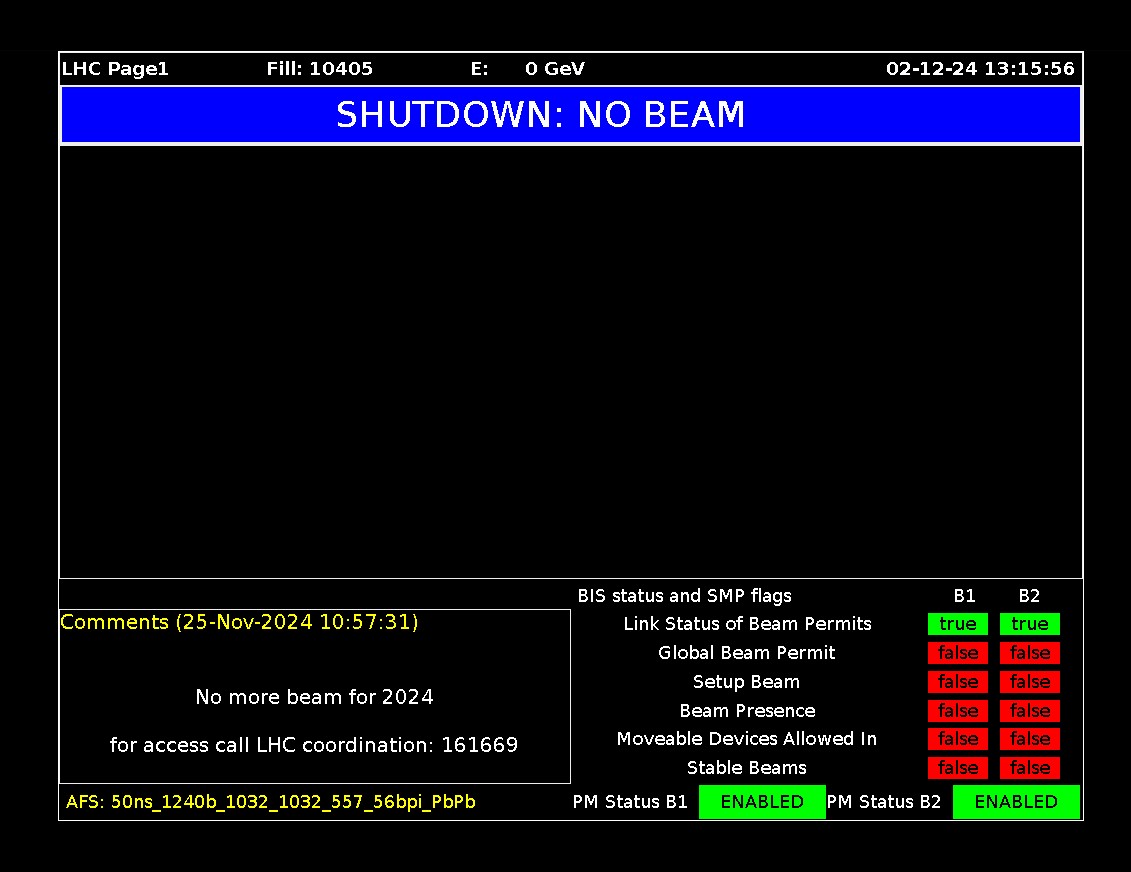 LHC Page1 Fill: 10405 E: 0 GeV 02-12-24 13:15:56
SHUTDOWN: NO BEAM
BIS status and SMP flags B1 B2
Comments (25-Nov-2024 10:57:31)
No more beam for 2024
for access call LHC coordination: 161669
Link Status of Beam Permits true true
Global Beam Permit false false
Setup Beam false false
Beam Presence false false
Moveable Devices Allowed In false false
Stable Beams false false
AFS: 50ns_1240b_1032_1032_557_56bpi_PbPb PM Status B1 ENABLED PM Status B2 ENABLED